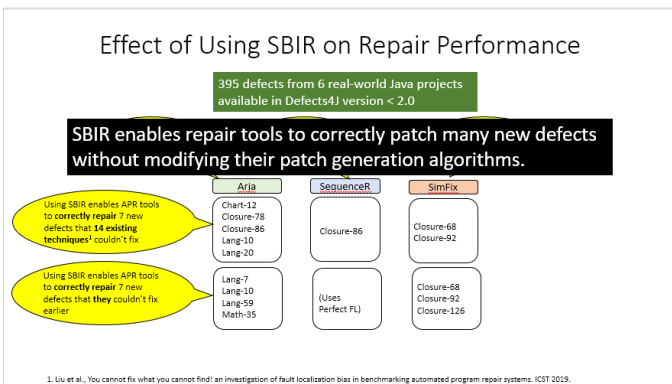 Effect of Using SBIR on Repair Performance
395 defects from 6 real-world Java projects
available in Defects4J version < 2.0
SBIR enables repair tools to correctly patch many new defects
without modifying their patch generation algorithms.
Arja
SequenceR
SimFix
Using SBIR enables APR tools
to correctly repair 7 new
defects that 14 existing
techniques1 couldn't fix
Chart-12
Closure-78
Closure-86
Lang-10
Lang-20
Closure-86
Closure-68
Closure-92
Using SBIR enables APR tools
to correctly repair 7 new
defects that they couldn't fix
earlier
Lang-7
Lang-10
Lang-59
Math-35
(Uses
Perfect FL)
Closure-68
Closure-92
Closure-126
1. Liu et al., You cannot fix what you cannot find! an investigation of fault localization bias in benchmarking automated program repair systems. ICST 2019.